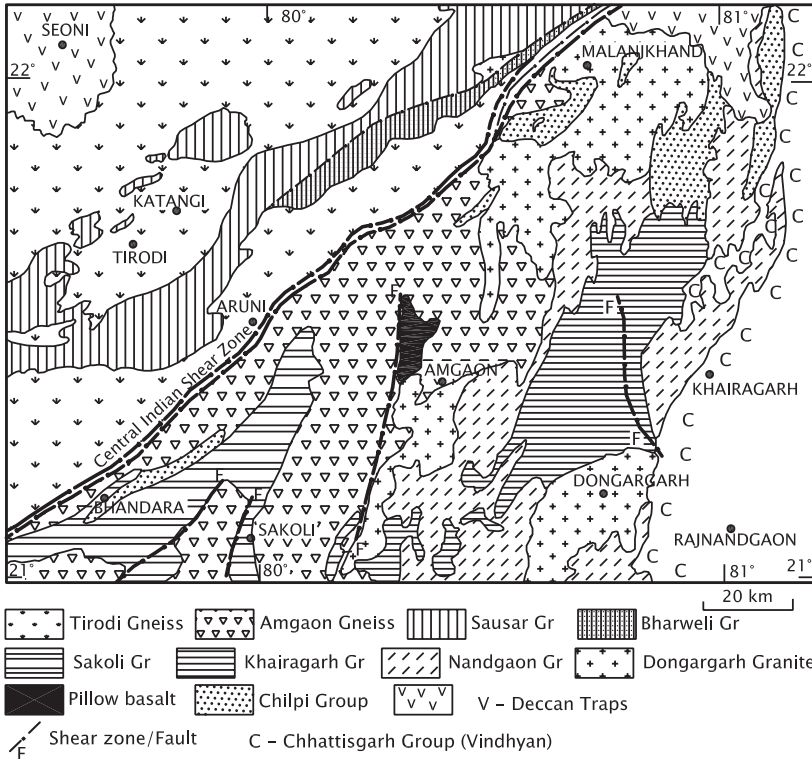 80°
81°
C
SEONI
C
MALANJKHAND
22°
22°
C
C
C
C
KATANGI
C
TIRODI
C
C
C
C
C
F
ARUNI
F
C
C
C
C
Central Indian Shear Zone
AMGAON
C
KHAIRAGARH
C
F
C
DONGARGARH
F
F
BHANDARA
C
SAKOLI
C
RAJNANDGAON
F
C
21°
80°
C
81°
21°
20 km
Tirodi Gneiss
Amgaon Gneiss
Sausar Gr
Bharweli Gr
Sakoli Gr
Khairagarh Gr
Nandgaon Gr
Dongargarh Granite
Pillow basalt
Chilpi Group
V – Deccan Traps
F
Shear zone/Fault
C – Chhattisgarh Group (Vindhyan)